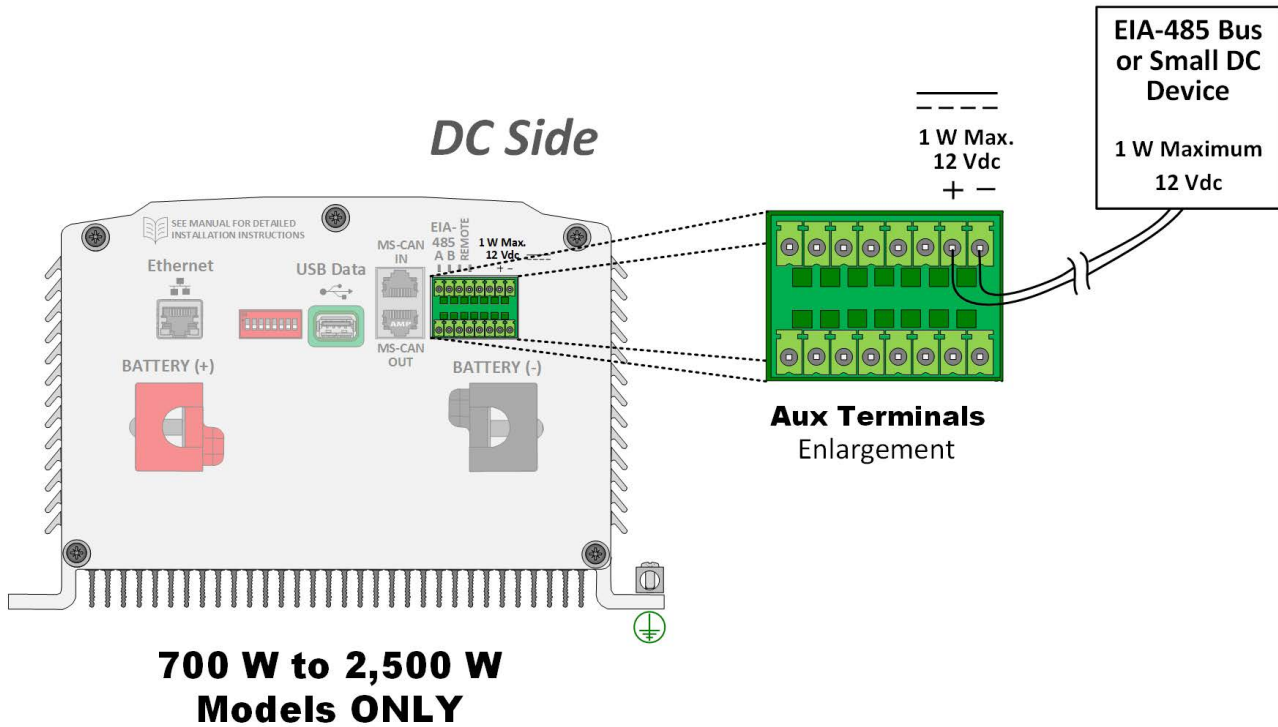 EIA-485 Bus
or Small DC
Device
1 W Maximum
12 Vdc
1 W Max.
12 Vdc
+ −
DC Side
SEE MANUAL FOR DETAILED
INSTALLATION INSTRUCTIONS
Ethernet
USB Data
MS-CAN
IN
EIA-
485
A B
REMOTE
1 W Max.
12 Vdc
+ -
AMP
MS-CAN
OUT
BATTERY (+)
BATTERY (-)
Aux Terminals
Enlargement
700 W to 2,500 W
Models ONLY